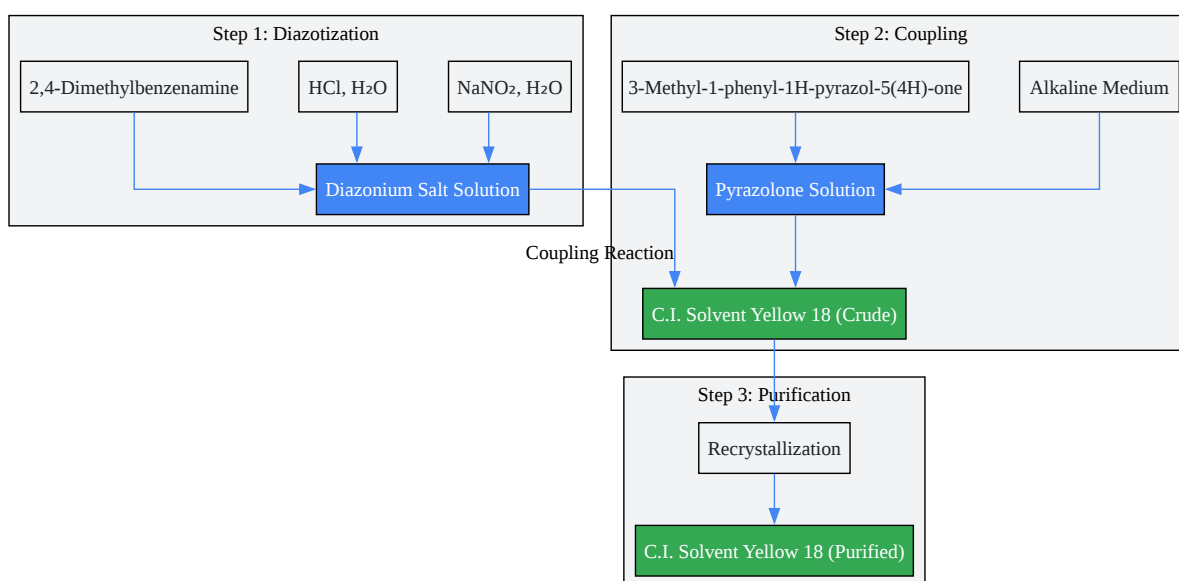 Step 1: Diazotization
2,4-Dimethylbenzenamine
HCl, H₂O
NaNO₂, H₂O
Diazonium Salt Solution
Step 2: Coupling
3-Methyl-1-phenyl-1H-pyrazol-5(4H)-one
Alkaline Medium
Pyrazolone Solution
Coupling Reaction
C.I. Solvent Yellow 18 (Crude)
Step 3: Purification
Recrystallization
C.I. Solvent Yellow 18 (Purified)